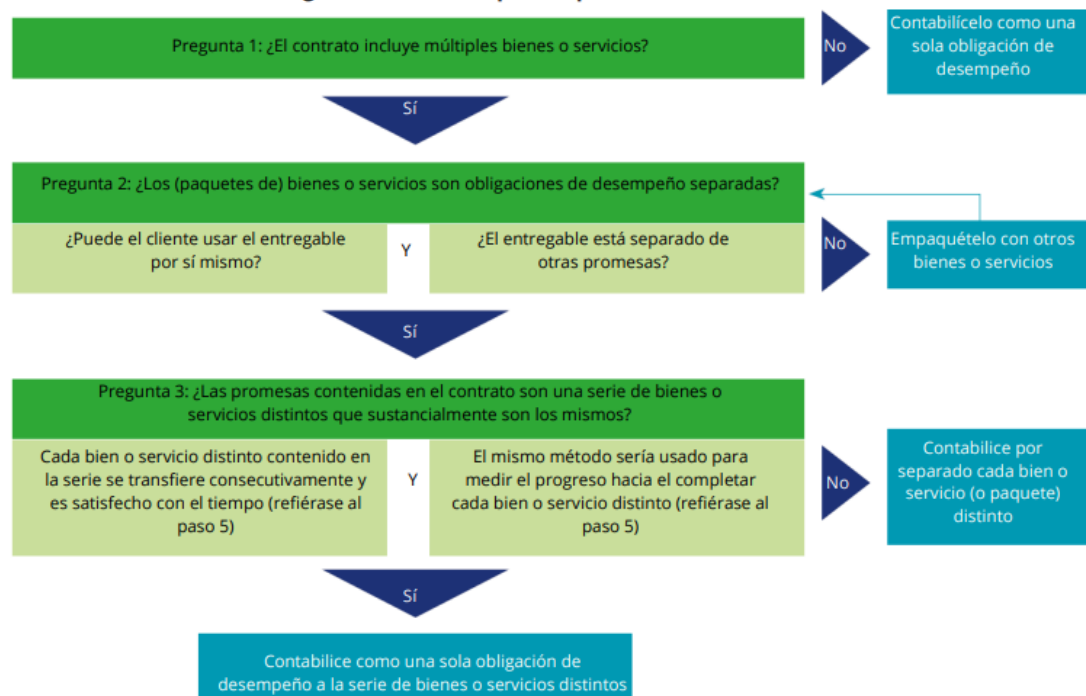 Pregunta 1: ¿El contrato incluye múltiples bienes o servicios?
No
Contabilícelo como una
sola obligación de
desempeño
Sí
Pregunta 2: ¿Los (paquetes de) bienes o servicios son obligaciones de desempeño separadas?
¿Puede el cliente usar el entregable
por sí mismo?
Y
¿El entregable está separado de
otras promesas?
No
Empaquételo con otros
bienes o servicios
Sí
Pregunta 3: ¿Las promesas contenidas en el contrato son una serie de bienes o
servicios distintos que sustancialmente son los mismos?
Cada bien o servicio distinto contenido en
la serie se transfiere consecutivamente y
es satisfecho con el tiempo (refiérase al
paso 5)
Y
El mismo método sería usado para
medir el progreso hacia el completar
cada bien o servicio distinto (refiérase al
paso 5)
No
Contabilice por
separado cada bien o
servicio (o paquete)
distinto
Sí
Contabilice como una sola obligación de
desempeño a la serie de bienes o servicios distintos